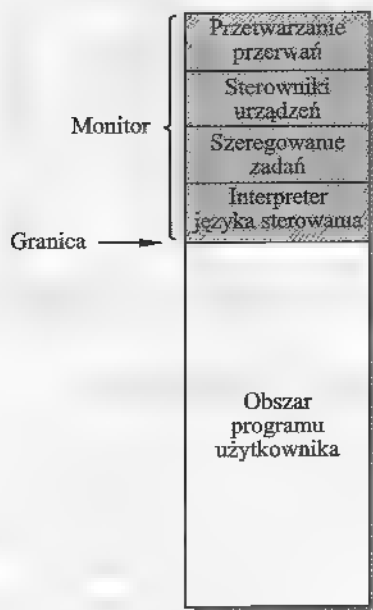 Przetwarzanie
przerwań
Sterowniki
urządzeń
Monitor
Szeregowanie
zadań
Interpreter
języka sterowania
Granica
Obszar
programu
użytkownika